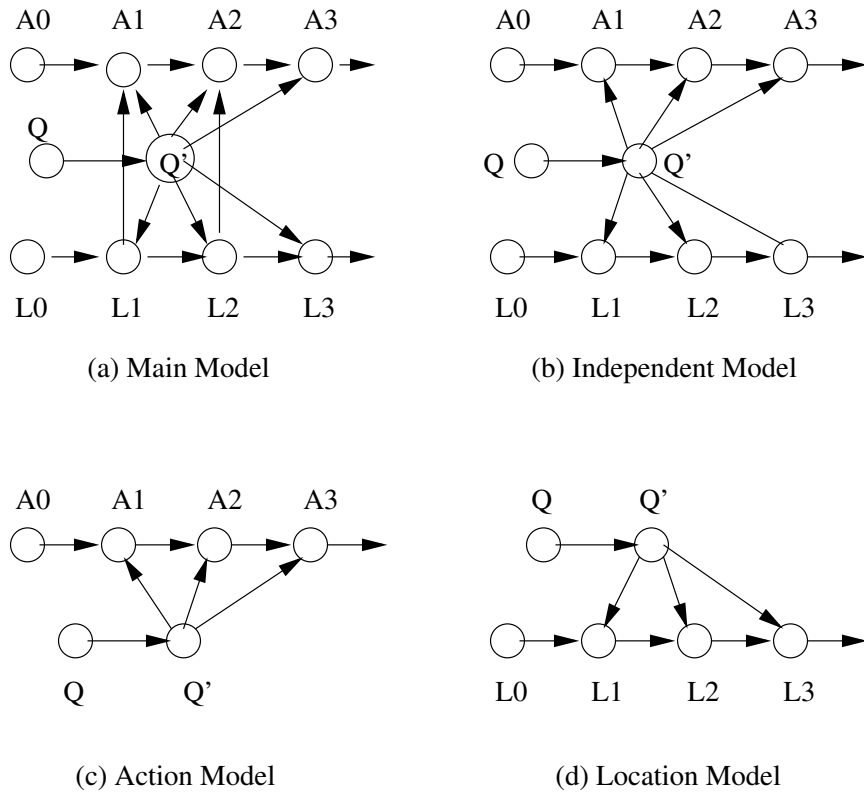 A0 A1 A2 A3
Q
Q'
L0 L1 L2 L3
(a) Main Model
A0 A1 A2 A3
Q Q'
L0 L1 L2 L3
(b) Independent Model
A0 A1 A2 A3
Q Q'
(c) Action Model
Q Q'
L0 L1 L2 L3
(d) Location Model